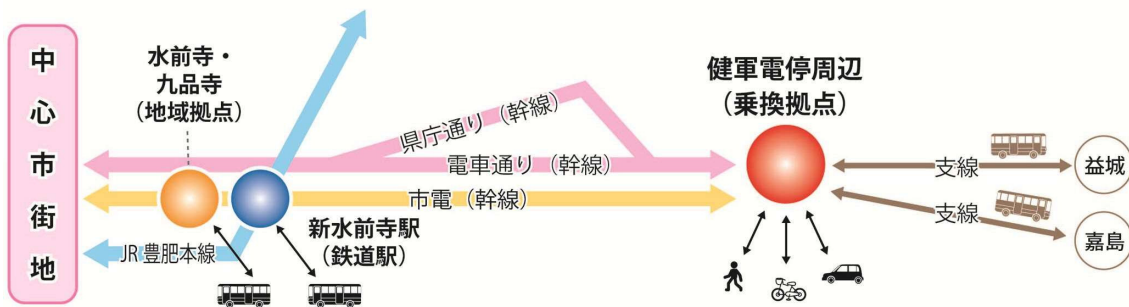 中心市街地
水前寺・
九品寺
(地域拠点)
県庁通り(幹線)
電車通り(幹線)
市電(幹線)
JR豊肥本線
新水前寺駅
(鉄道駅)
健軍電停周辺
(乗換拠点)
支線
益城
支線
嘉島